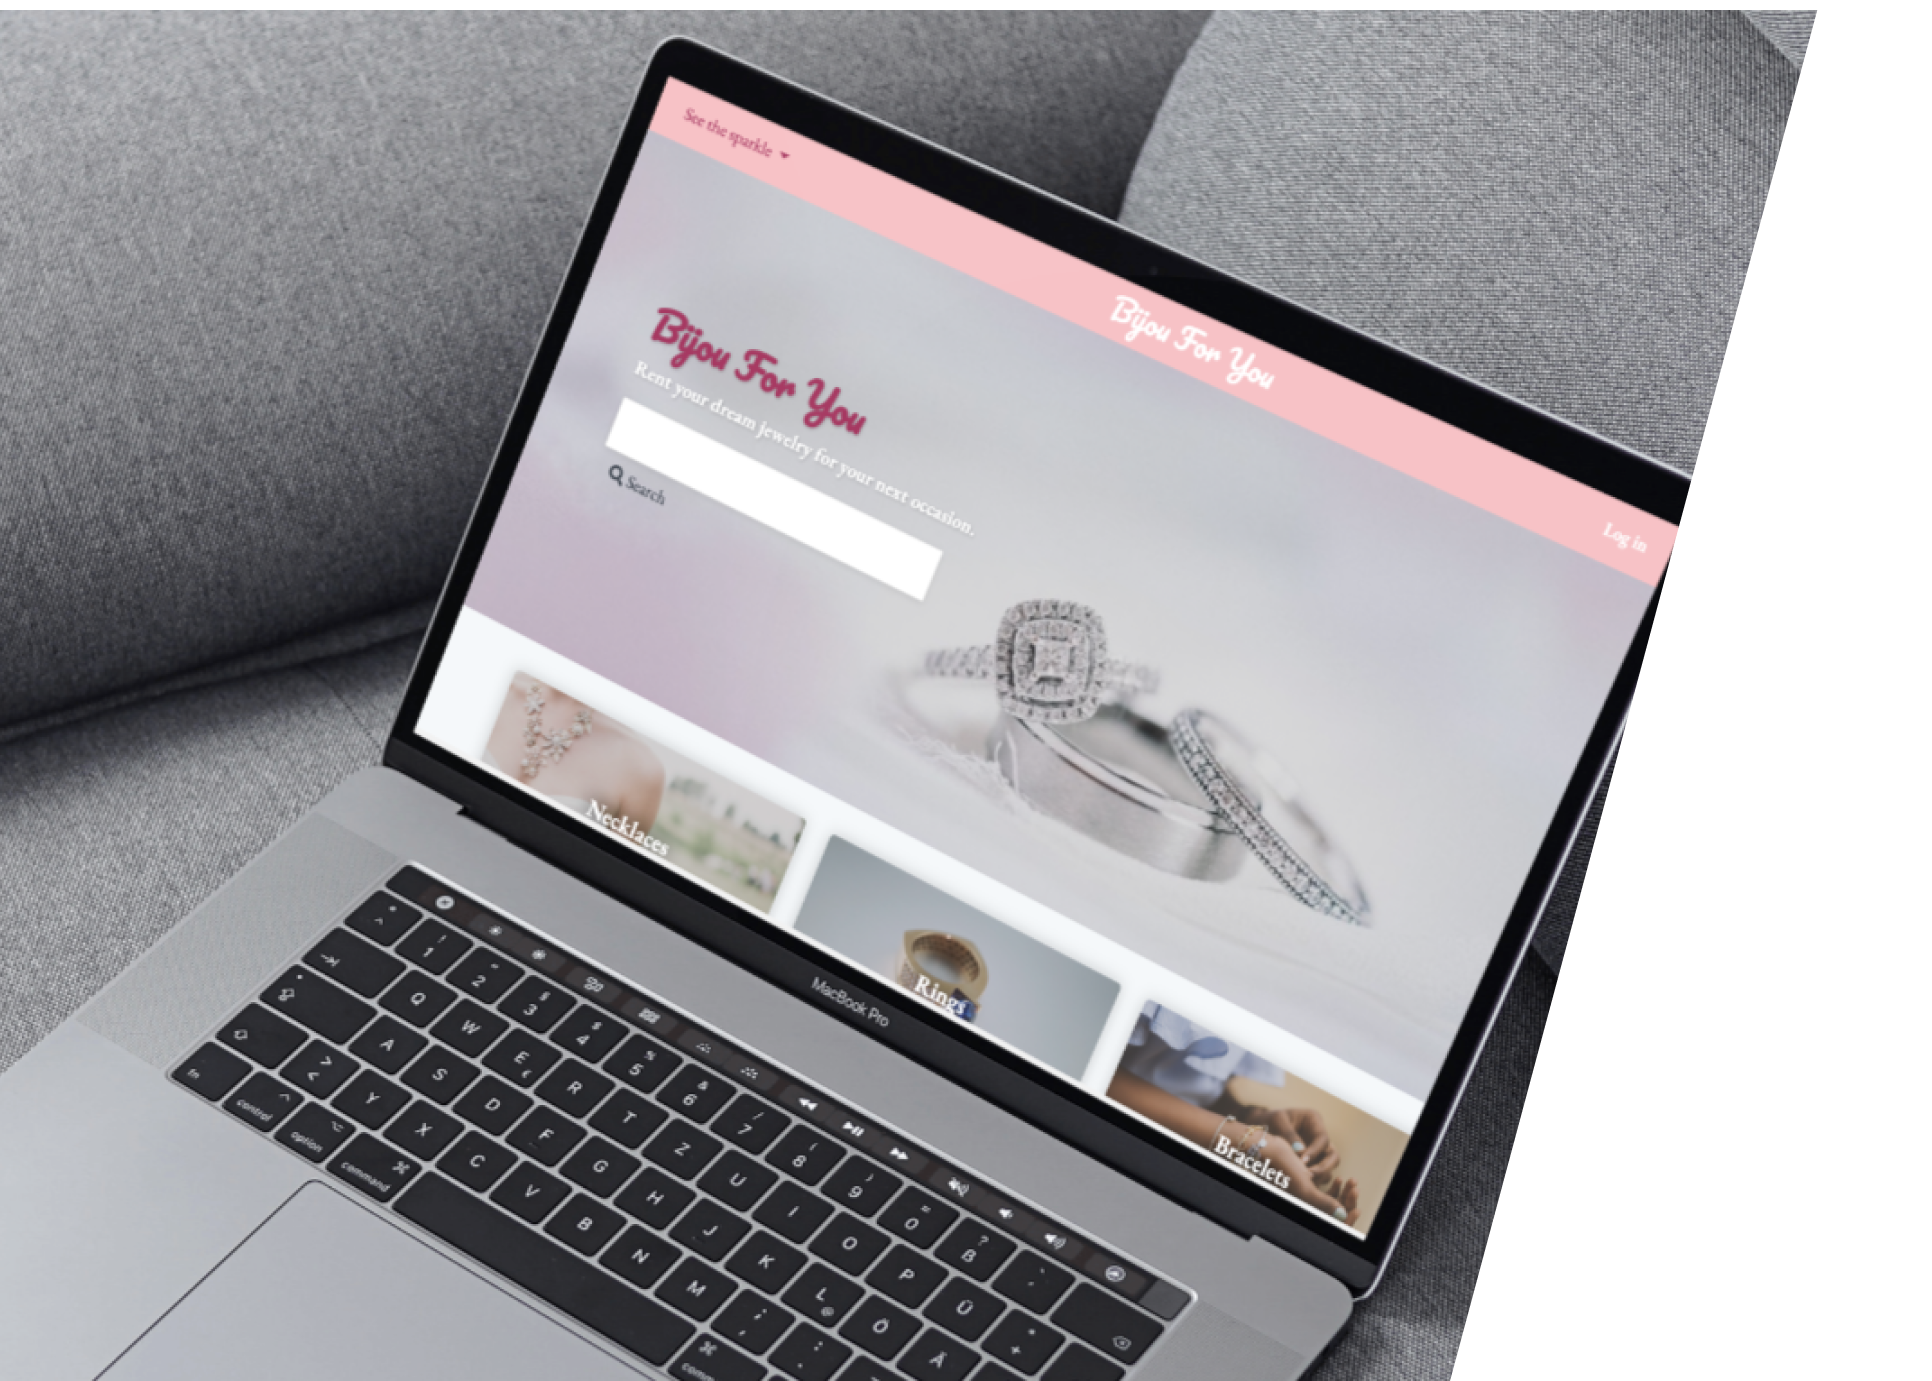 See the sparkle
Bijou For You
Log in
Bijou For You
Rent your dream jewelry for your next occasion.
Search
Necklaces
Rings
Bracelets
MacBook Pro
^ ° ! 1 " 2 § 3 $ 4 % 5 & 6 / 7 ( 8 ) 9 = 0 ? ß ` ´
Q W E € R T Z U I O P Ü * +
A S D F G H J K L @ Ö Ä
> < Y X C V B N M ; , : .
fn control ^ option ⌥ command ⌘ ⌘ comm